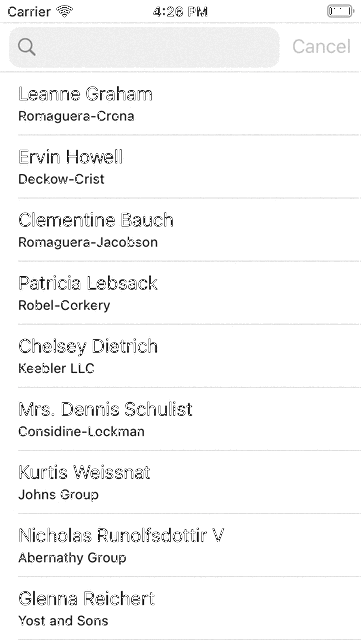 Carrier 4:26 PM
Cancel
Leanne Graham
Romaguera-Crona
Ervin Howell
Deckow-Crist
Clementine Bauch
Romaguera-Jacobson
Patricia Lebsack
Robel-Corkery
Chelsey Dietrich
Keebler LLC
Mrs. Dennis Schulist
Considine-Lockman
Kurtis Weissnat
Johns Group
Nicholas Runolfsdottir V
Abernathy Group
Glenna Reichert
Yost and Sons